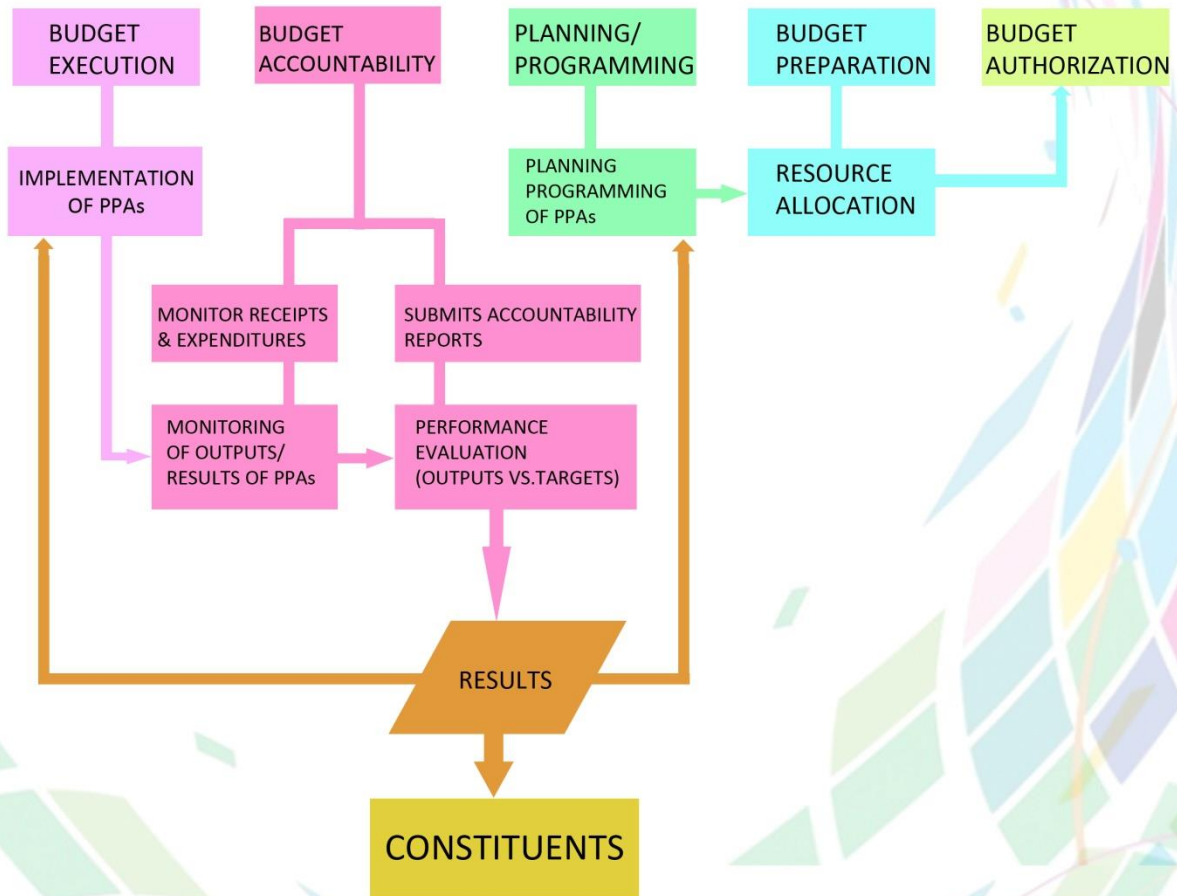 BUDGET
EXECUTION
BUDGET
ACCOUNTABILITY
PLANNING/
PROGRAMMING
BUDGET
PREPARATION
BUDGET
AUTHORIZATION
IMPLEMENTATION
OF PPAs
PLANNING
PROGRAMMING
OF PPAs
RESOURCE
ALLOCATION
MONITOR RECEIPTS
& EXPENDITURES
SUBMITS ACCOUNTABILITY
REPORTS
MONITORING
OF OUTPUTS/
RESULTS OF PPAs
PERFORMANCE
EVALUATION
(OUTPUTS VS.TARGETS)
RESULTS
CONSTITUENTS